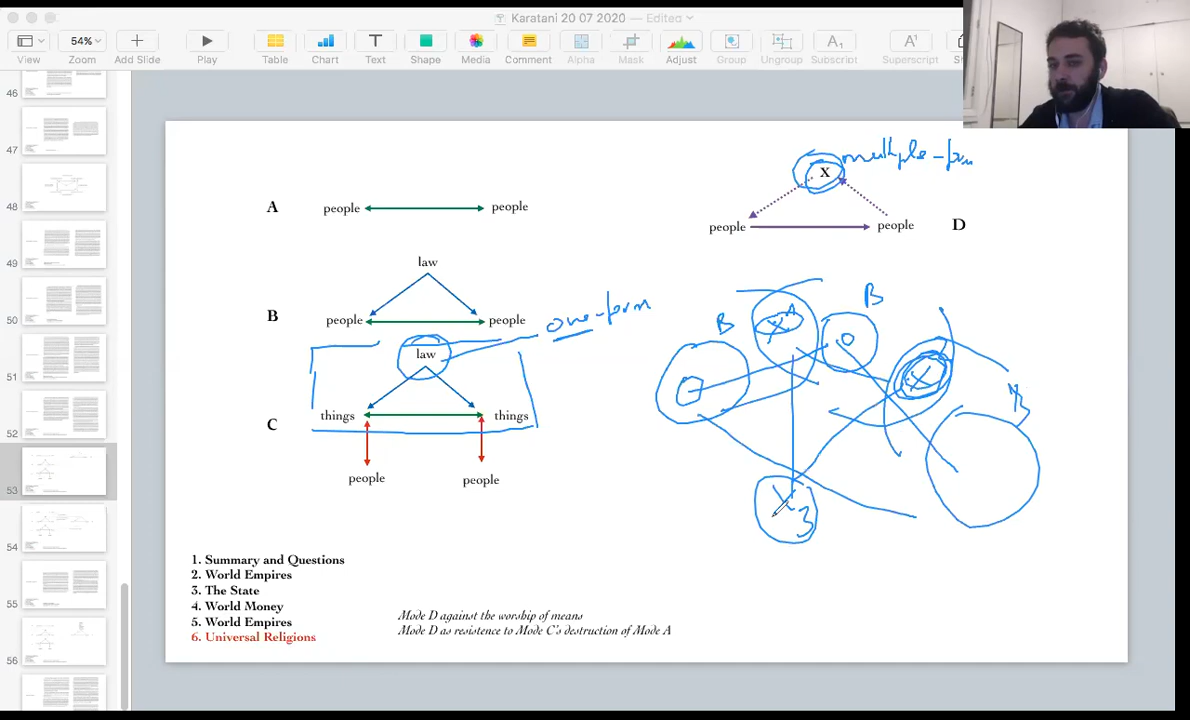 Karatani 20 07 2020 — Edited
54%
View
Zoom
Add Slide
Play
Table
Chart
Text
Shape
Media
Comment
Alpha
Mask
Adjust
Group
Ungroup
Subscript
Superscript
46
47
48
49
50
51
52
53
54
55
56
multiple-form
X
A people people
people people D
law
B people people
one-form
law
C things things
people people
B
A
X
B
X
X
3
1. Summary and Questions
2. World Empires
3. The State
4. World Money
5. World Empires
6. Universal Religions
Mode D against the worship of means
Mode D as resistence to Mode C's destruction of Mode A